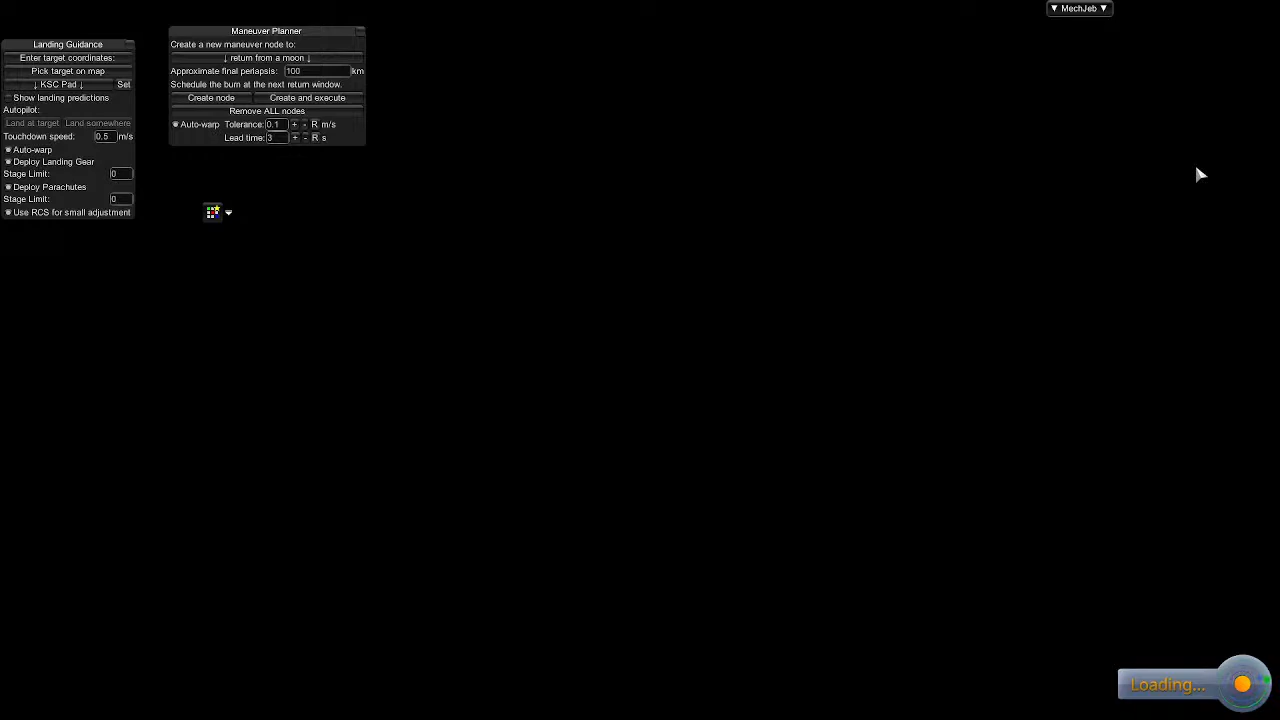 ▼ MechJeb ▼
Landing Guidance
Enter target coordinates:
Pick target on map
↓ KSC Pad ↓ Set
Show landing predictions
Autopilot:
Land at target Land somewhere
Touchdown speed: 0.5 m/s
Auto-warp
Deploy Landing Gear
Stage Limit: 0
Deploy Parachutes
Stage Limit: 0
Use RCS for small adjustment
Maneuver Planner
Create a new maneuver node to:
↓ return from a moon ↓
Approximate final periapsis: 100 km
Schedule the burn at the next return window.
Create node Create and execute
Remove ALL nodes
Auto-warp Tolerance: 0.1 + - R m/s
Lead time: 3 + - R s
Loading...